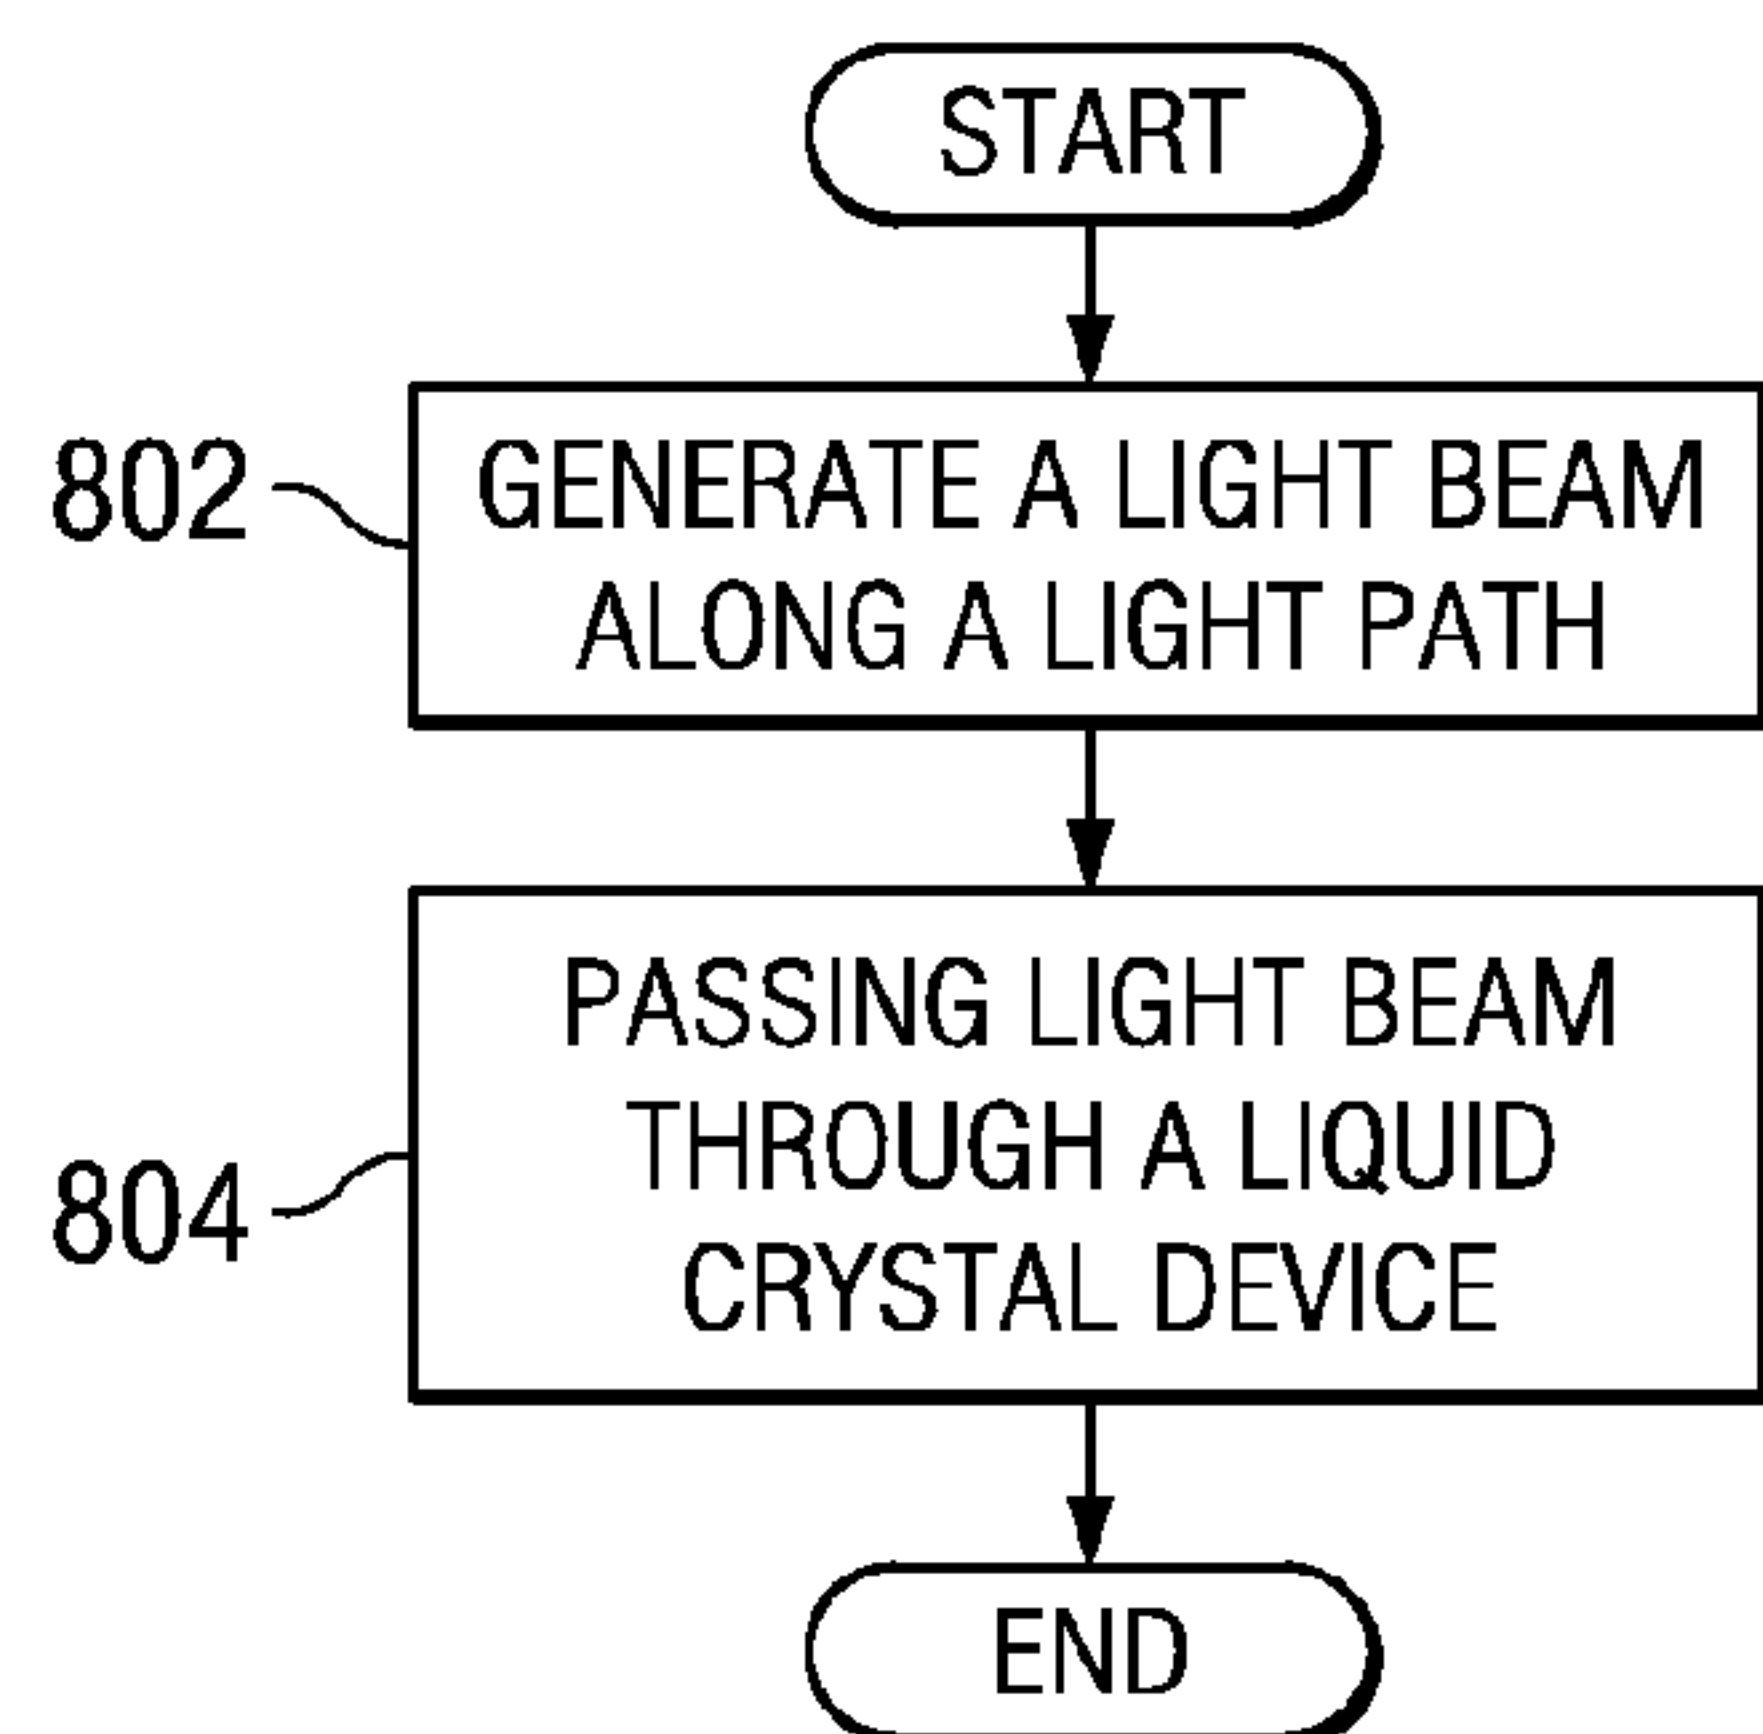 START
802
GENERATE A LIGHT BEAM
ALONG A LIGHT PATH
804
PASSING LIGHT BEAM
THROUGH A LIQUID
CRYSTAL DEVICE
END